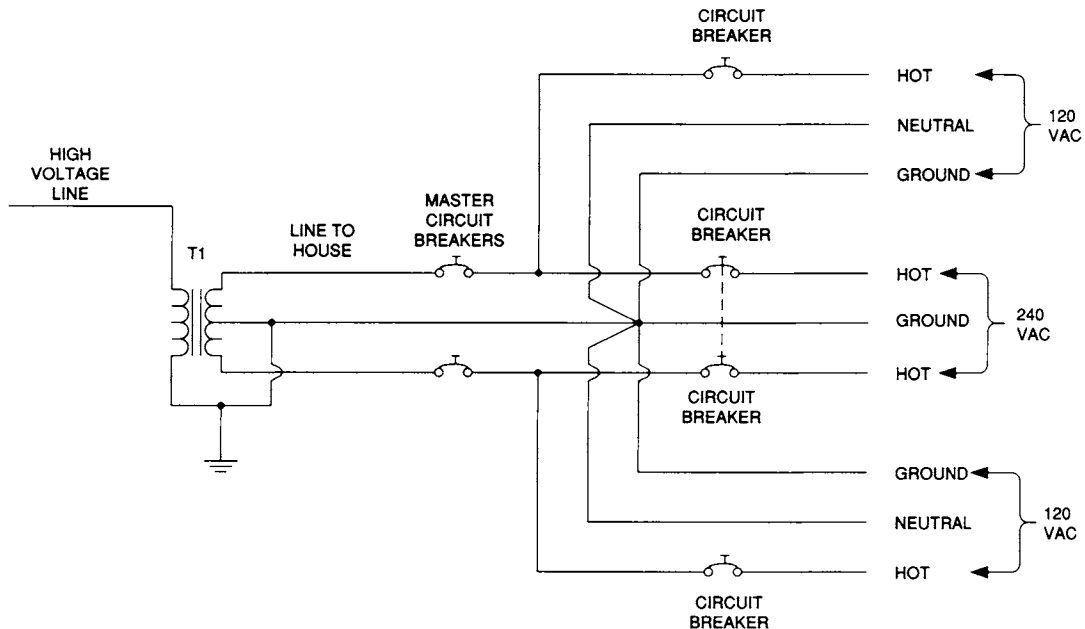 CIRCUIT
BREAKER
HOT
120
VAC
NEUTRAL
GROUND
HIGH
VOLTAGE
LINE
MASTER
CIRCUIT
BREAKERS
CIRCUIT
BREAKER
LINE TO
HOUSE
T1
HOT
GROUND
240
VAC
HOT
CIRCUIT
BREAKER
GROUND
NEUTRAL
120
VAC
HOT
CIRCUIT
BREAKER